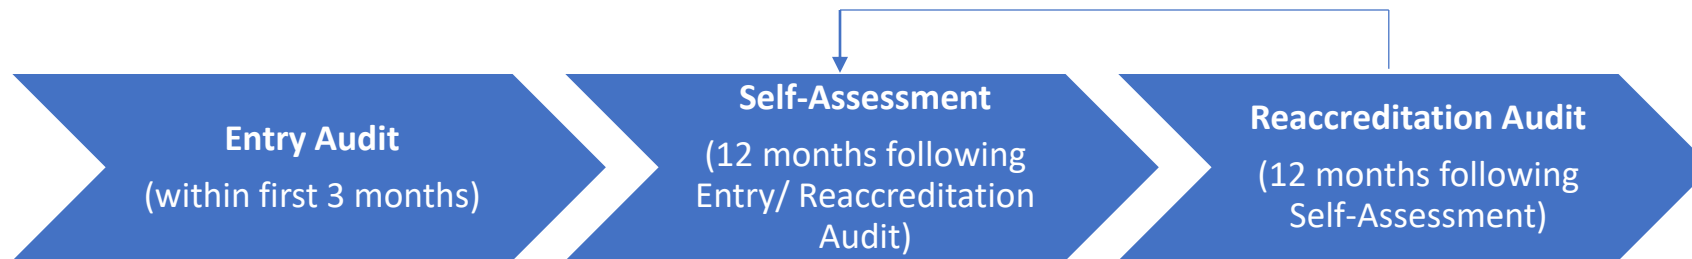 Entry Audit
(within first 3 months)
Self-Assessment
(12 months following
Entry/ Reaccreditation
Audit)
Reaccreditation Audit
(12 months following
Self-Assessment)